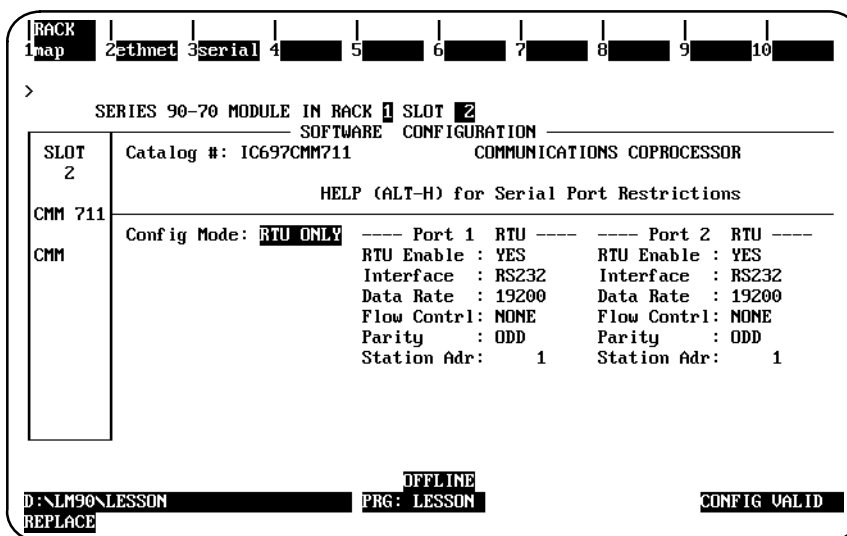 RACK
1map 2ethnet 3serial 4 5 6 7 8 9 10
>
SERIES 90-70 MODULE IN RACK 1 SLOT 2
SOFTWARE CONFIGURATION
SLOT Catalog #: IC697CMM711 COMMUNICATIONS COPROCESSOR
2
HELP (ALT-H) for Serial Port Restrictions
CMM 711
Config Mode: RTU ONLY ---- Port 1 RTU ---- ---- Port 2 RTU ----
CMM RTU Enable : YES RTU Enable : YES
Interface : RS232 Interface : RS232
Data Rate : 19200 Data Rate : 19200
Flow Contrl: NONE Flow Contrl: NONE
Parity : ODD Parity : ODD
Station Adr: 1 Station Adr: 1
OFFLINE
D:\LM90\LESSON PRG: LESSON CONFIG VALID
REPLACE